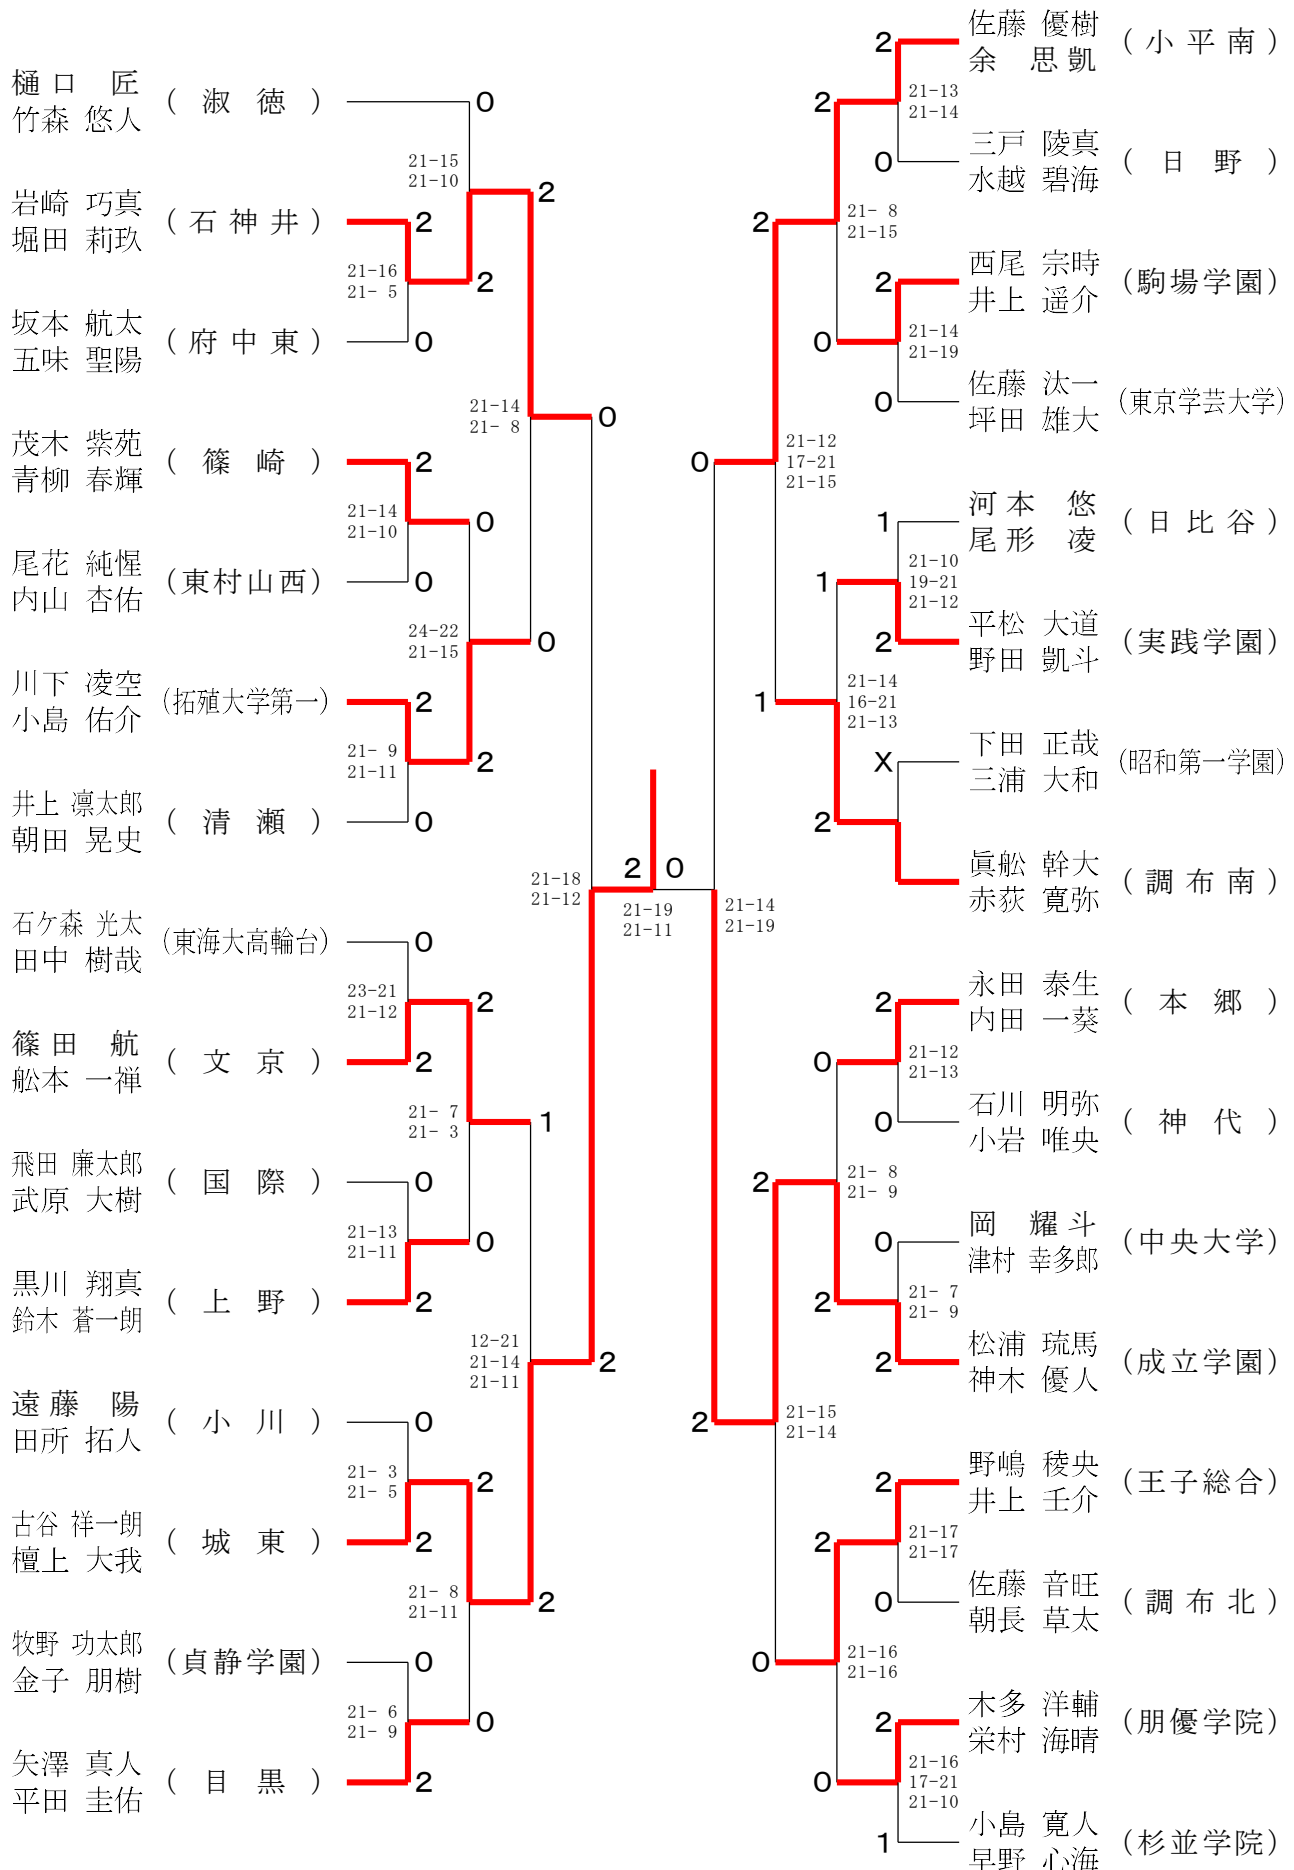 樋口 匠
竹森 悠人
(淑徳)
0
21-15
21-10
2
岩崎 巧真
堀田 莉玖
(石神井)
2
21-16
21- 5
2
坂本 航太
五味 聖陽
(府中東)
0
21-14
21- 8
0
茂木 紫苑
青柳 春輝
(篠崎)
2
21-14
21-10
0
尾花 純惺
内山 杏佑
(東村山西)
0
24-22
21-15
0
川下 凌空
小島 佑介
(拓殖大学第一)
2
21- 9
21-11
2
井上 凛太郎
朝田 晃史
(清瀬)
0
21-18
21-12
石ケ森 光太
田中 樹哉
(東海大高輪台)
0
23-21
21-12
2
篠田 航
舩本 一禅
(文京)
2
21- 7
21- 3
1
飛田 廉太郎
武原 大樹
(国際)
0
21-13
21-11
0
黒川 翔真
鈴木 蒼一朗
(上野)
2
12-21
21-14
21-11
2
遠藤 陽
田所 拓人
(小川)
0
21- 3
21- 5
2
古谷 祥一朗
檀上 大我
(城東)
2
21- 8
21-11
2
牧野 功太郎
金子 朋樹
(貞静学園)
0
21- 6
21- 9
0
矢澤 真人
平田 圭佑
(目黒)
2
2 0
21-19
21-11
佐藤 優樹
余 思凱
(小平南)
2
21-13
21-14
2
三戸 陵真
水越 碧海
(日野)
0
21- 8
21-15
2
西尾 宗時
井上 遥介
(駒場学園)
2
21-14
21-19
0
佐藤 汰一
坪田 雄大
(東京学芸大学)
0
21-12
17-21
21-15
0
河本 悠
尾形 凌
(日比谷)
1
21-10
19-21
21-12
1
平松 大道
野田 凱斗
(実践学園)
2
21-14
16-21
21-13
1
下田 正哉
三浦 大和
(昭和第一学園)
X
2
眞舩 幹大
赤荻 寛弥
(調布南)
21-14
21-19
永田 泰生
内田 一葵
(本郷)
2
21-12
21-13
0
石川 明弥
小岩 唯央
(神代)
0
21- 8
21- 9
2
岡 耀斗
津村 幸多郎
(中央大学)
0
21- 7
21- 9
2
松浦 琉馬
神木 優人
(成立学園)
2
21-15
21-14
2
野嶋 稜央
井上 壬介
(王子総合)
2
21-17
21-17
2
佐藤 音旺
朝長 草太
(調布北)
0
21-16
21-16
0
木多 洋輔
栄村 海晴
(朋優学院)
2
21-16
17-21
21-10
0
小島 寛人
早野 心海
(杉並学院)
1